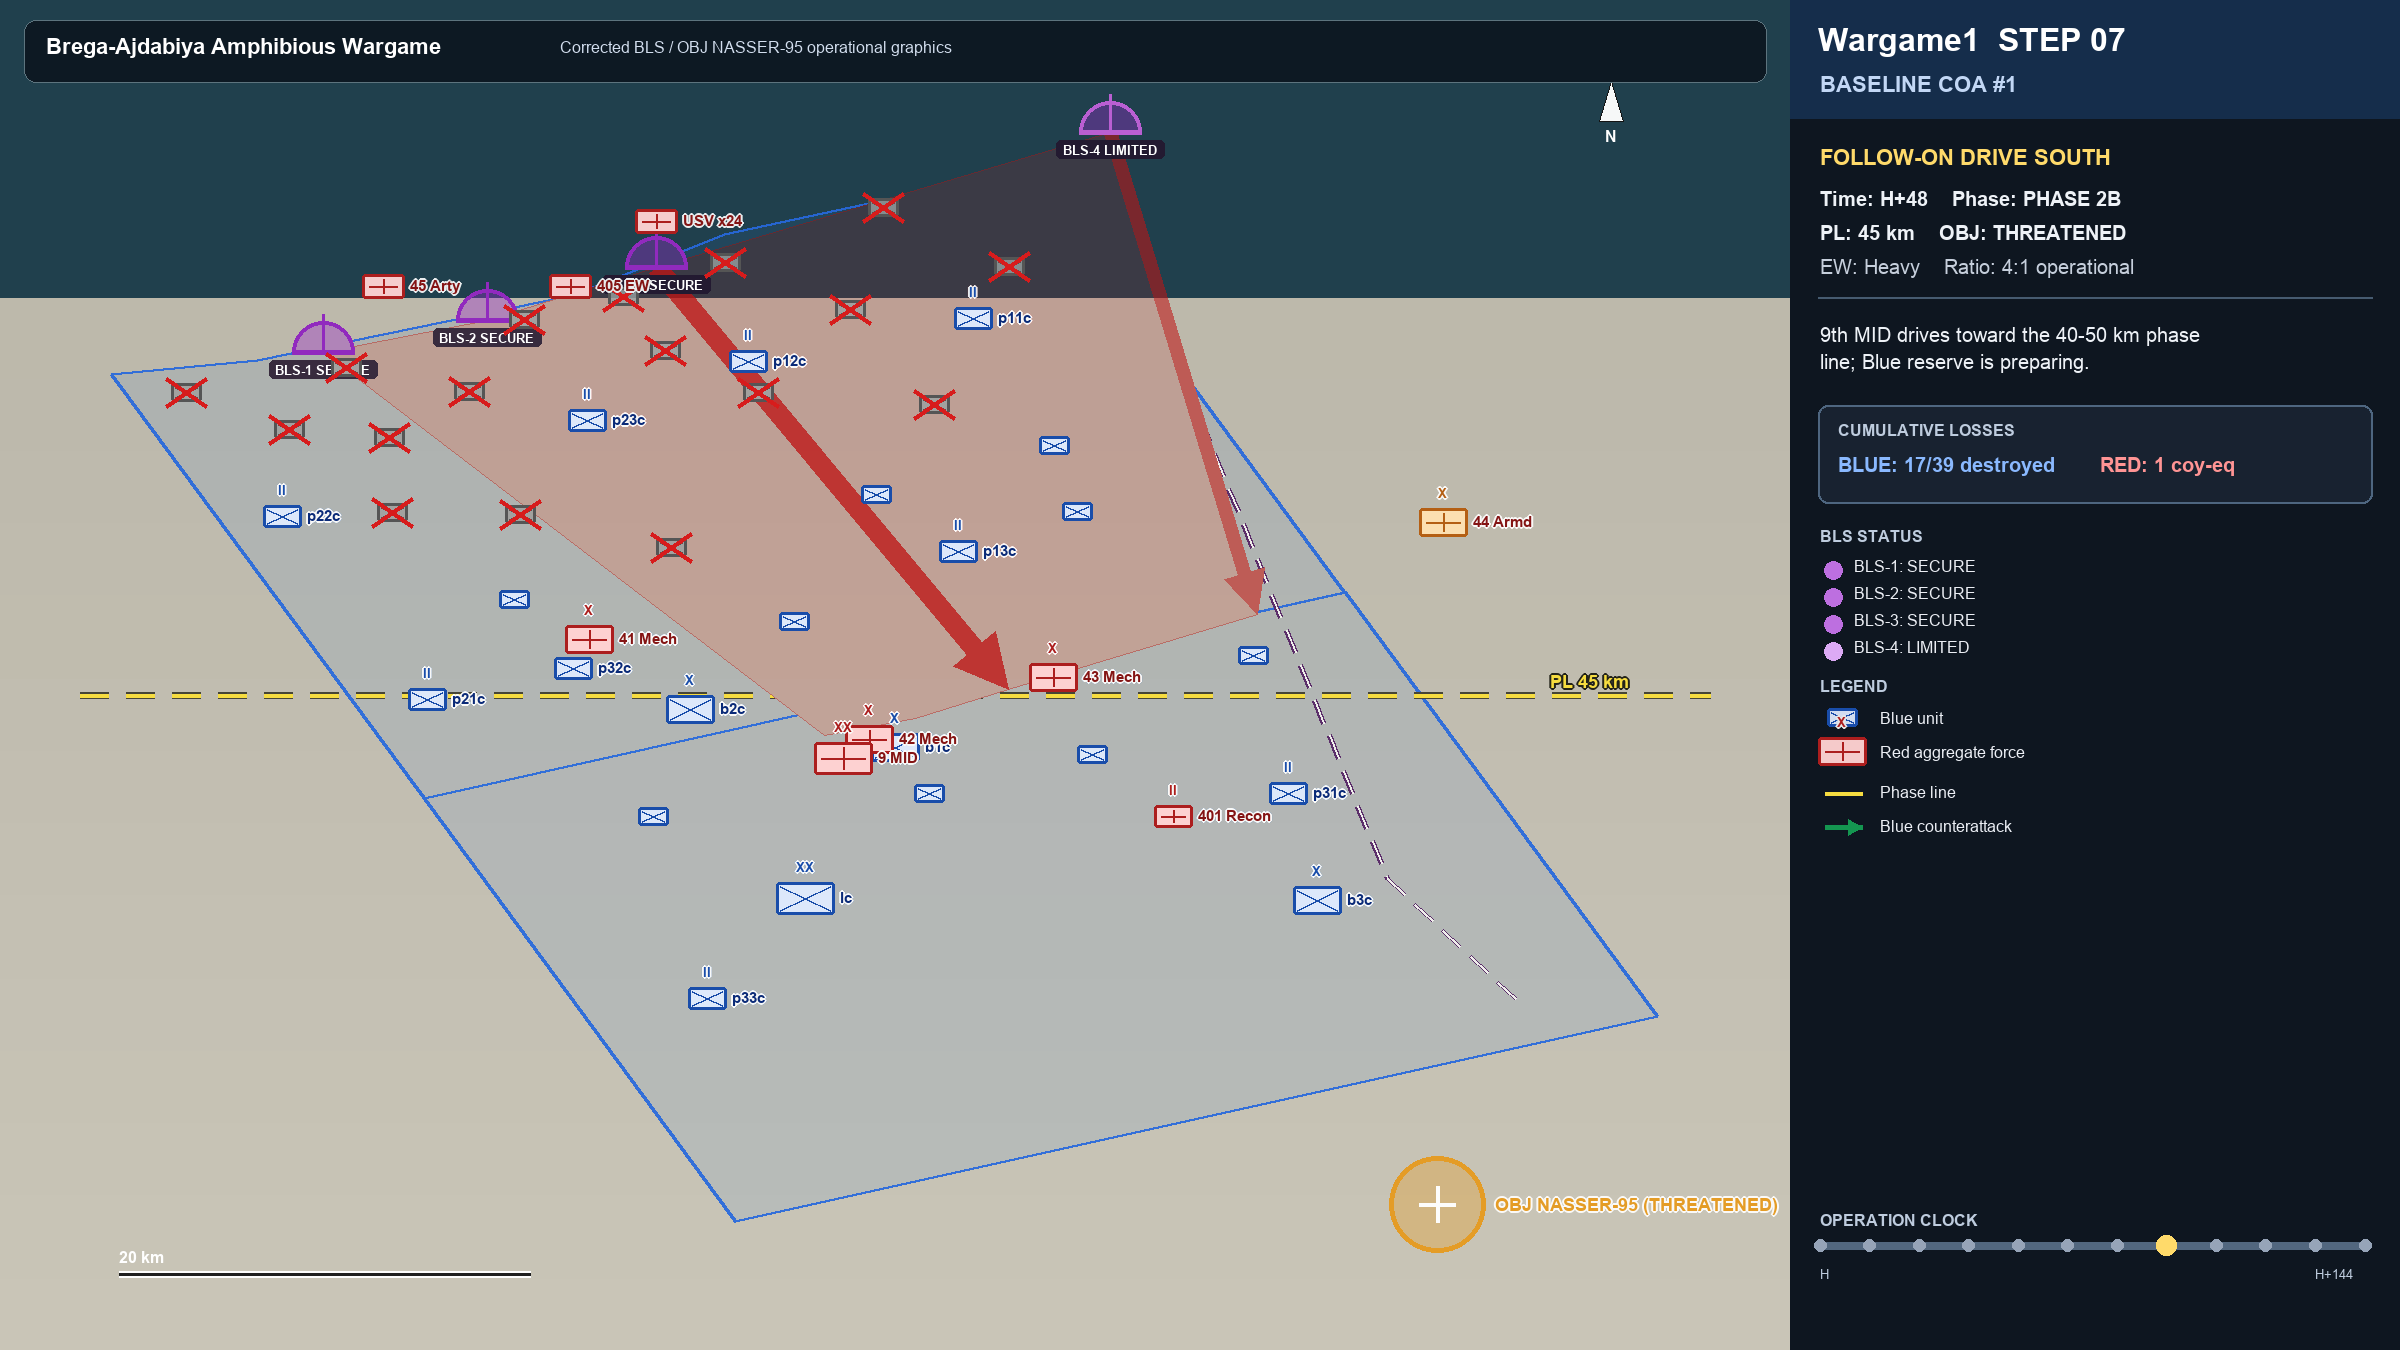 Brega-Ajdabiya Amphibious Wargame
Corrected BLS / OBJ NASSER-95 operational graphics
N
BLS-4 LIMITED
USV x24
45 Arty
405 EW
SECURE
BLS-2 SECURE
BLS-1 SE E
II
p11c
II
p12c
II
p23c
II
p22c
II
p13c
X
44 Armd
X
41 Mech
p32c
II
p21c
X
b2c
X
43 Mech
PL 45 km
X
X
42 Mech
b1c
XX
9 MID
II
401 Recon
II
p31c
XX
Ic
X
b3c
II
p33c
OBJ NASSER-95 (THREATENED)
20 km
Wargame1 STEP 07
BASELINE COA #1
FOLLOW-ON DRIVE SOUTH
Time: H+48 Phase: PHASE 2B
PL: 45 km OBJ: THREATENED
EW: Heavy Ratio: 4:1 operational
9th MID drives toward the 40-50 km phase
line; Blue reserve is preparing.
CUMULATIVE LOSSES
BLUE: 17/39 destroyed RED: 1 coy-eq
BLS STATUS
BLS-1: SECURE
BLS-2: SECURE
BLS-3: SECURE
BLS-4: LIMITED
LEGEND
X
Blue unit
Red aggregate force
Phase line
Blue counterattack
OPERATION CLOCK
H
H+144